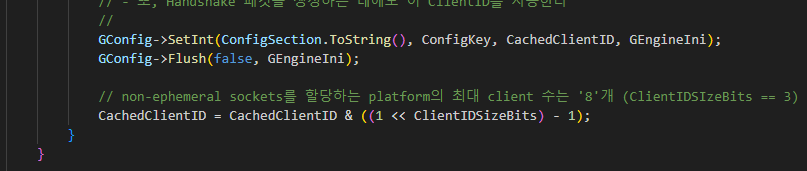 // - 또, Handshake 패킷을 생성하는 데에도 이 ClientID를 사용한다
//
GConfig->SetInt(ConfigSection.ToString(), ConfigKey, CachedClientID, GEngineIni);
GConfig->Flush(false, GEngineIni);
// non-ephemeral sockets를 할당하는 platform의 최대 client 수는 '8'개 (ClientIDSIzeBits == 3)
CachedClientID = CachedClientID & ((1 << ClientIDSizeBits) - 1);
}
}